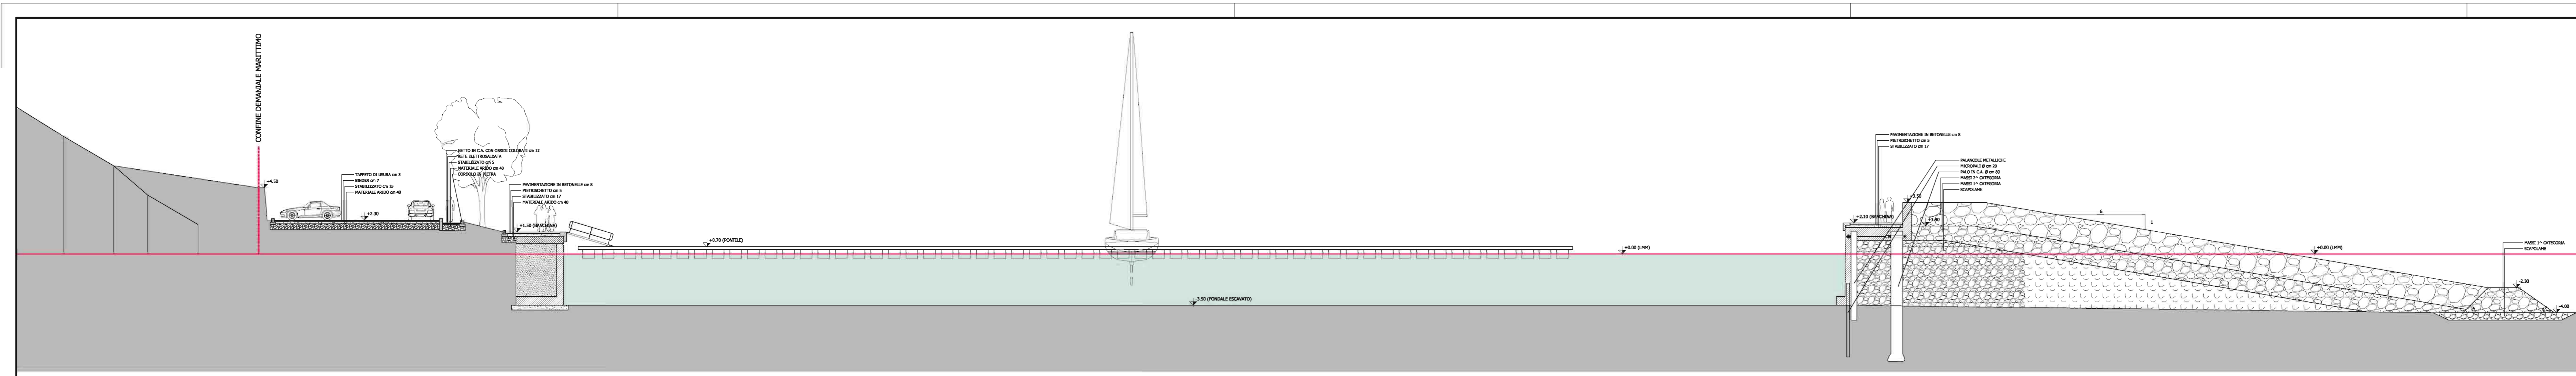 CONFINE DEMANIALE MARITTIMO
+4.50
TAPPETO DI USURA cm 3
BINDER cm 7
STABILIZZATO cm 15
MATERIALE ARIDO cm 40
+2.30
GETTO IN C.A. CON OSSIDI COLORATI cm 12
RETE ELETTROSALDATA
STABILIZZATO cm 5
MATERIALE ARIDO cm 40
CORDOLO IN PIETRA
PAVIMENTAZIONE IN BETONELLE cm 8
PIETRISCHETTO cm 5
STABILIZZATO cm 17
MATERIALE ARIDO cm 40
+1.50 (BANCHINA)
+0.70 (PONTILE)
-3.50 (FONDALE ESCAVATO)
+0.00 (LMM)
PAVIMENTAZIONE IN BETONELLE cm 8
PIETRISCHETTO cm 5
STABILIZZATO cm 17
PALANCOLE METALLICHE
MICROPALI Ø cm 20
PALO IN C.A. Ø cm 80
MASSI 2^ CATEGORIA
MASSI 1^ CATEGORIA
SCAPOLAME
+3.50
+2.10 (BANCHINA)
6
1
+0.00 (LMM)
MASSI 1^ CATEGORIA
SCAPOLAME
-2.30
-4.00